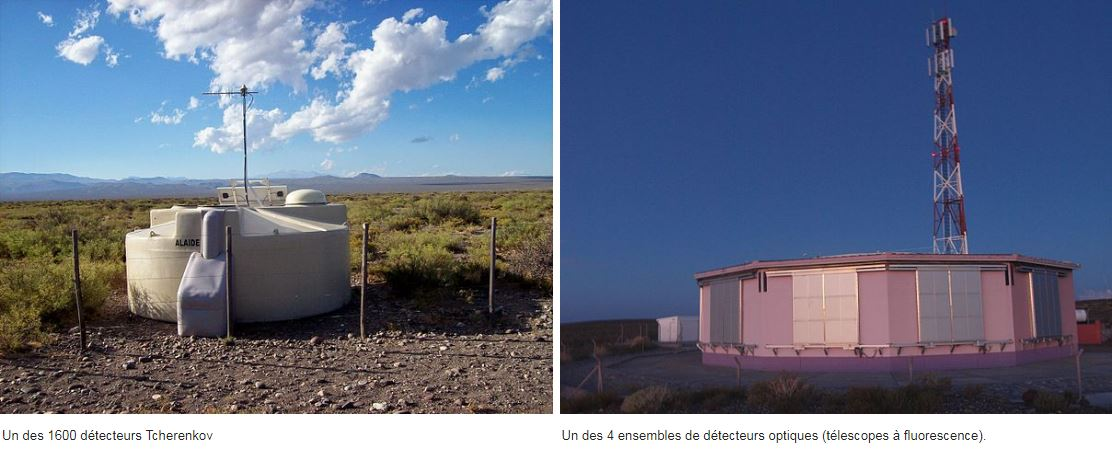 ALAIDE
Un des 1600 détecteurs Tcherenkov
Un des 4 ensembles de détecteurs optiques (télescopes à fluorescence).